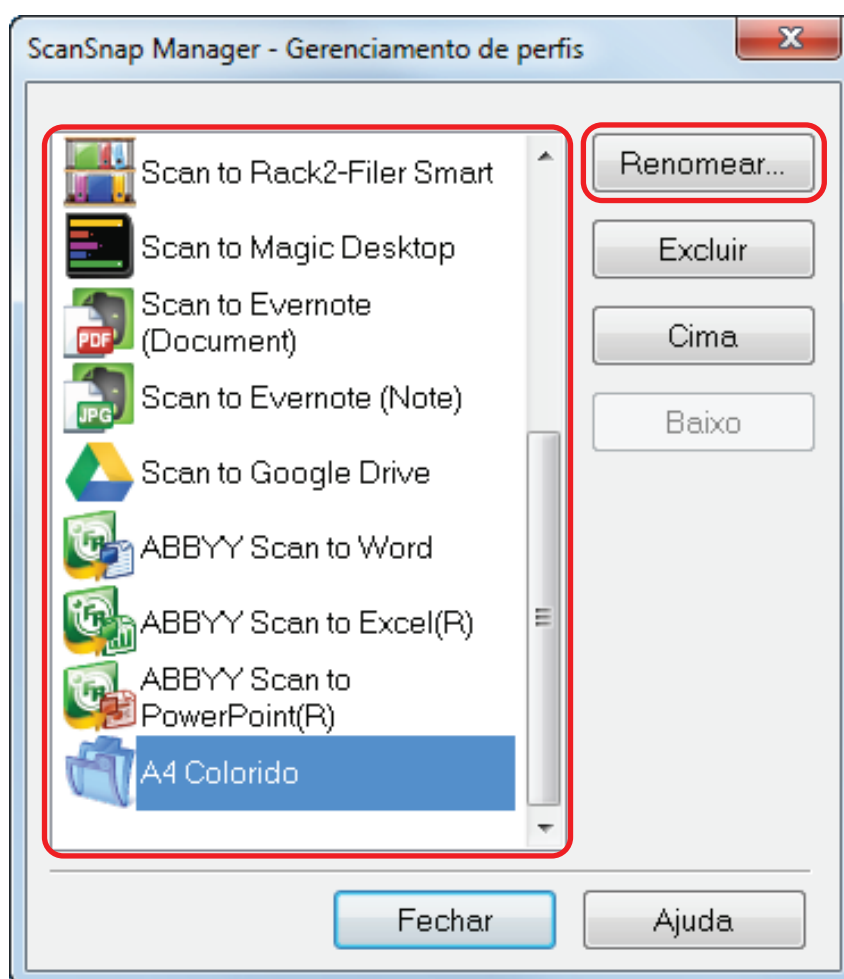 ScanSnap Manager - Gerenciamento de perfis
Scan to Rack2-Filer Smart
Scan to Magic Desktop
Scan to Evernote
(Document)
PDF
Scan to Evernote (Note)
JPG
Scan to Google Drive
ABBYY Scan to Word
ABBYY Scan to Excel(R)
ABBYY Scan to
PowerPoint(R)
A4 Colorido
Renomear...
Excluir
Cima
Baixo
Fechar
Ajuda